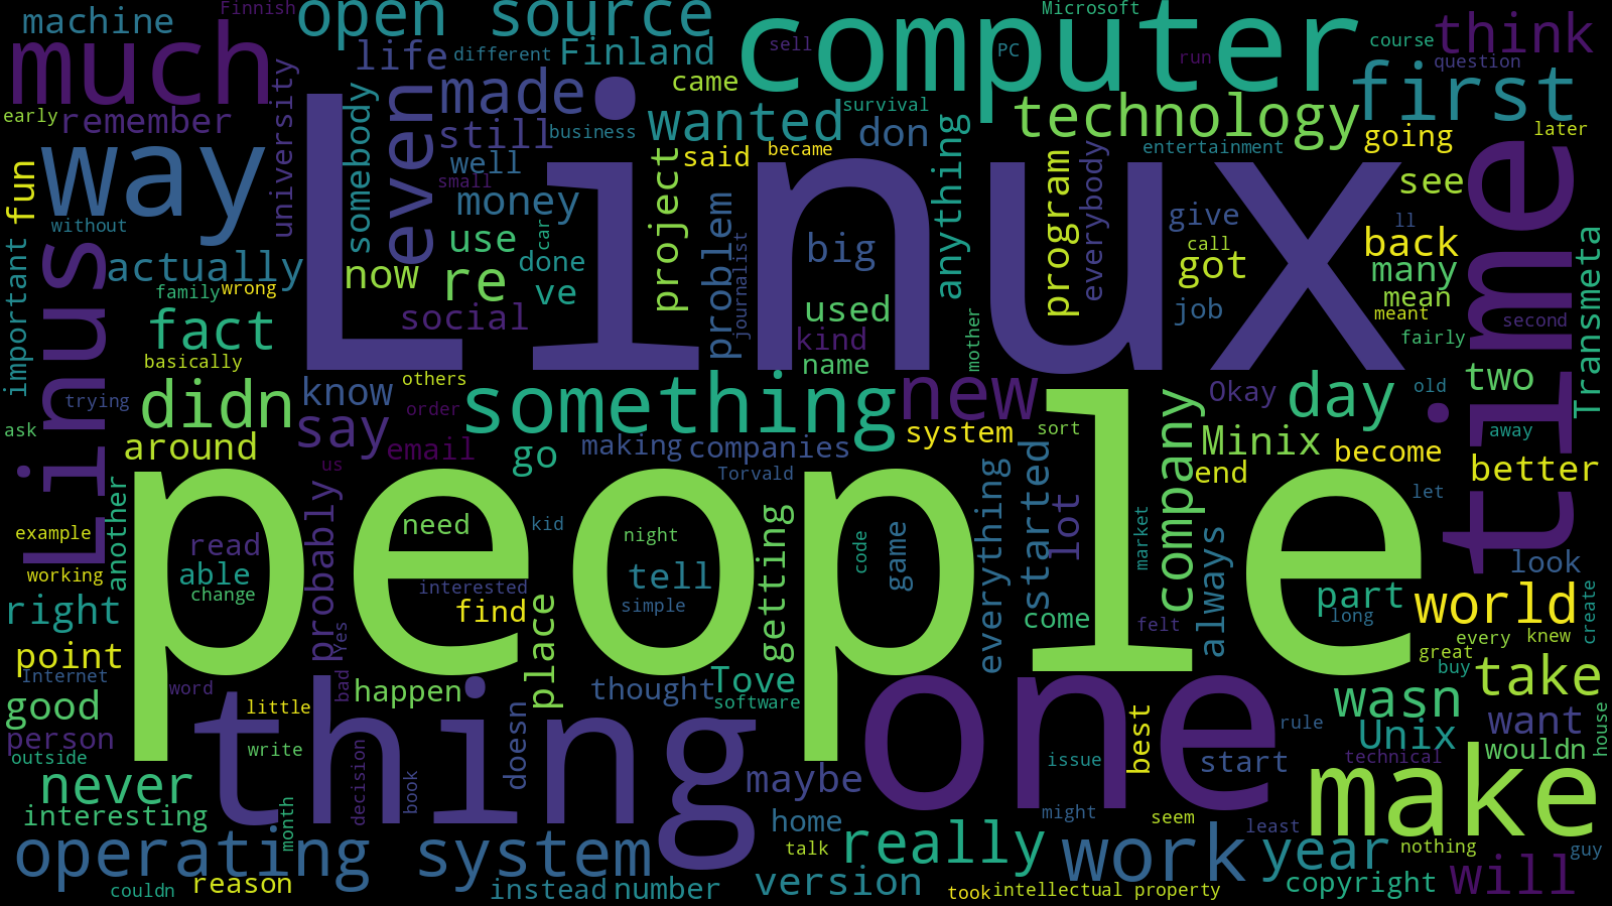 Finnish
Microsoft
machine
open source
computer
sell
PC
course
think
much
life
different
Finland
run
question
came
first
early
remember
university
somebody
even
made
still
business
wanted
survival
don
technology
going
later
fun
way
Linux
well
small
said
became
anything
program
everybody
entertainment
see
time
without
money
project
problem
journalist
big
give
ll
important
actually
now
use
re
car
done
ve
call
got
back
many
mean
meant
Transmeta
family
wrong
social
used
job
second
Linus
fact
basically
kind
name
mother
fairly
trying
didn
know
others
something
new
Okay
day
two
old
ask
say
order
email
around
go
making
companies
system
sort
company
Minix
become
away
us
Torvald
end
better
people
example
another
read
need
kid
night
code
game
everything
started
lot
market
always
let
look
working
able
change
probably
interested
find
tell
simple
getting
place
come
felt
part
long
world
create
right
Yes
point
Internet
every
knew
great
buy
take
thing
word
bad
happen
thought
Tove
software
one
wasn
want
house
good
person
little
rule
Unix
wouldn
outside
write
decision
book
doesn
best
issue
start
technical
never
maybe
make
interesting
month
home
might
seem
least
nothing
guy
operating system
talk
really
work
year
couldn
reason
instead
number
version
took
intellectual property
copyright
will